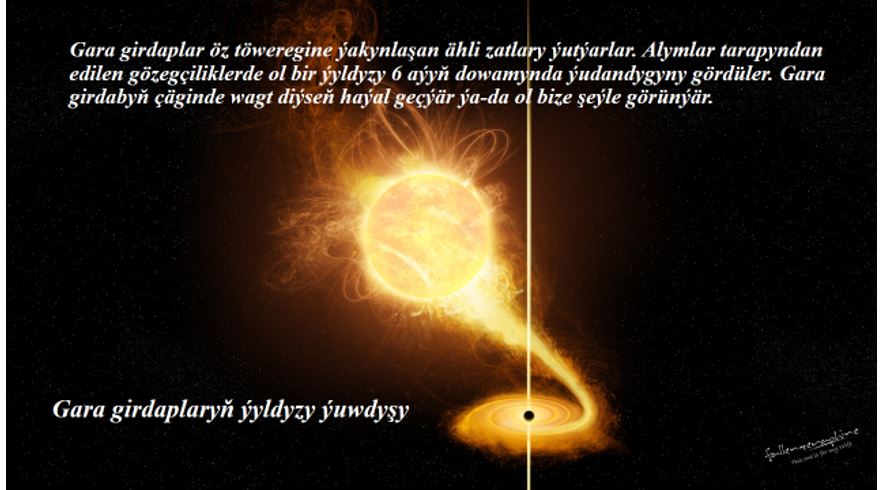 Gara girdaplar öz töweregine ýakynlaşan ähli zatlary ýutýarlar. Alymlar tarapyndan
edilen gözegçiliklerde ol bir ýyldyzy 6 aýyň dowamynda ýudandygyny gördüler. Gara
girdabyň çäginde wagt diýseň haýal geçýär ýa-da ol bize şeýle görünýär.
Gara girdaplaryň ýyldyzy ýuwdyşy